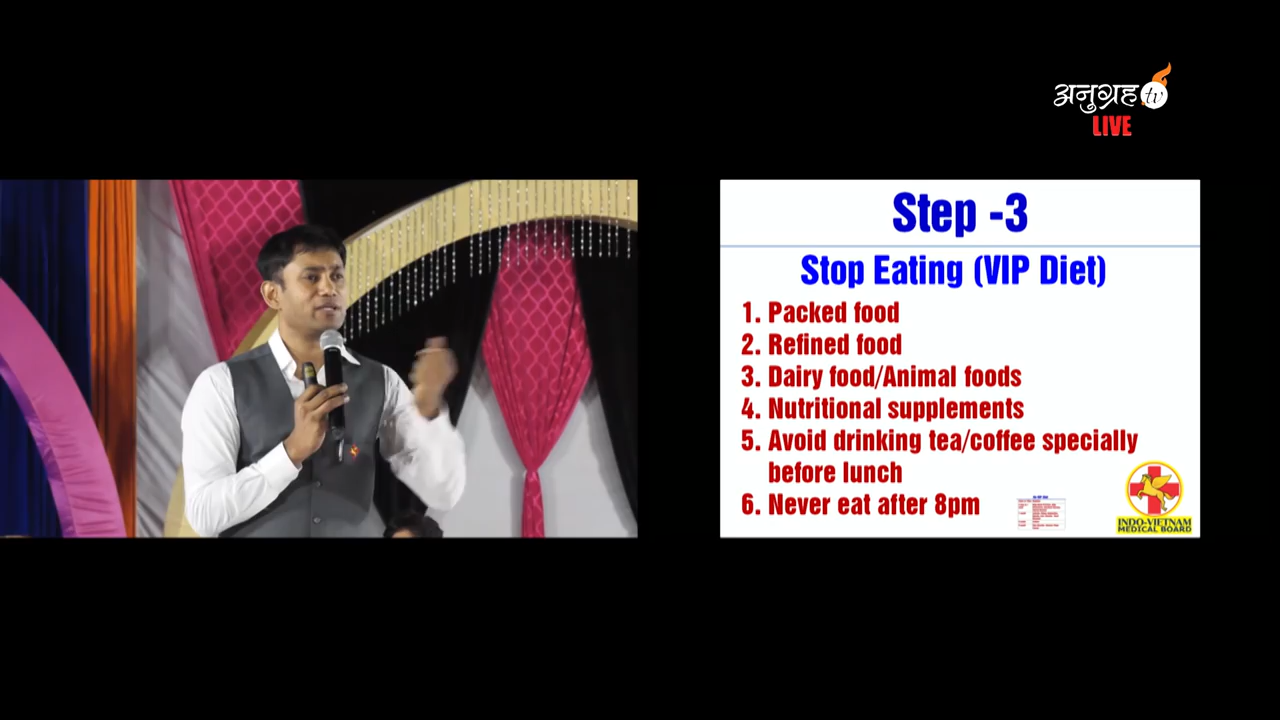 अनुग्रह tv
LIVE
Step -3
Stop Eating (VIP Diet)
1. Packed food
2. Refined food
3. Dairy food/Animal foods
4. Nutritional supplements
5. Avoid drinking tea/coffee specially
before lunch
6. Never eat after 8pm
INDO-VIETNAM
MEDICAL BOARD